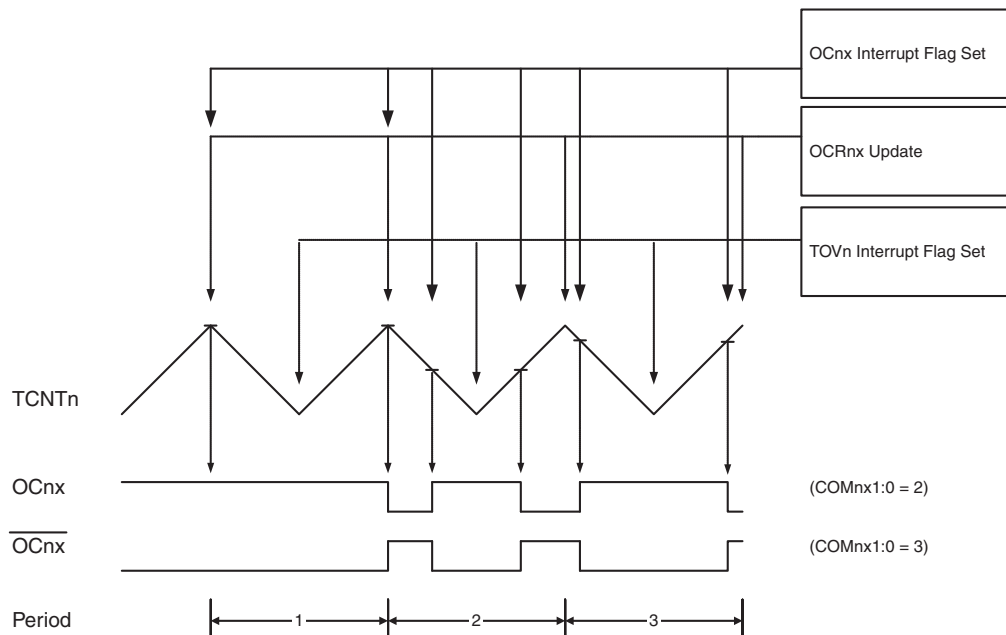 OCnx Interrupt Flag Set
OCRnx Update
TOVn Interrupt Flag Set
TCNTn
OCnx
(COMnx1:0 = 2)
OCnx
(COMnx1:0 = 3)
Period
1
2
3